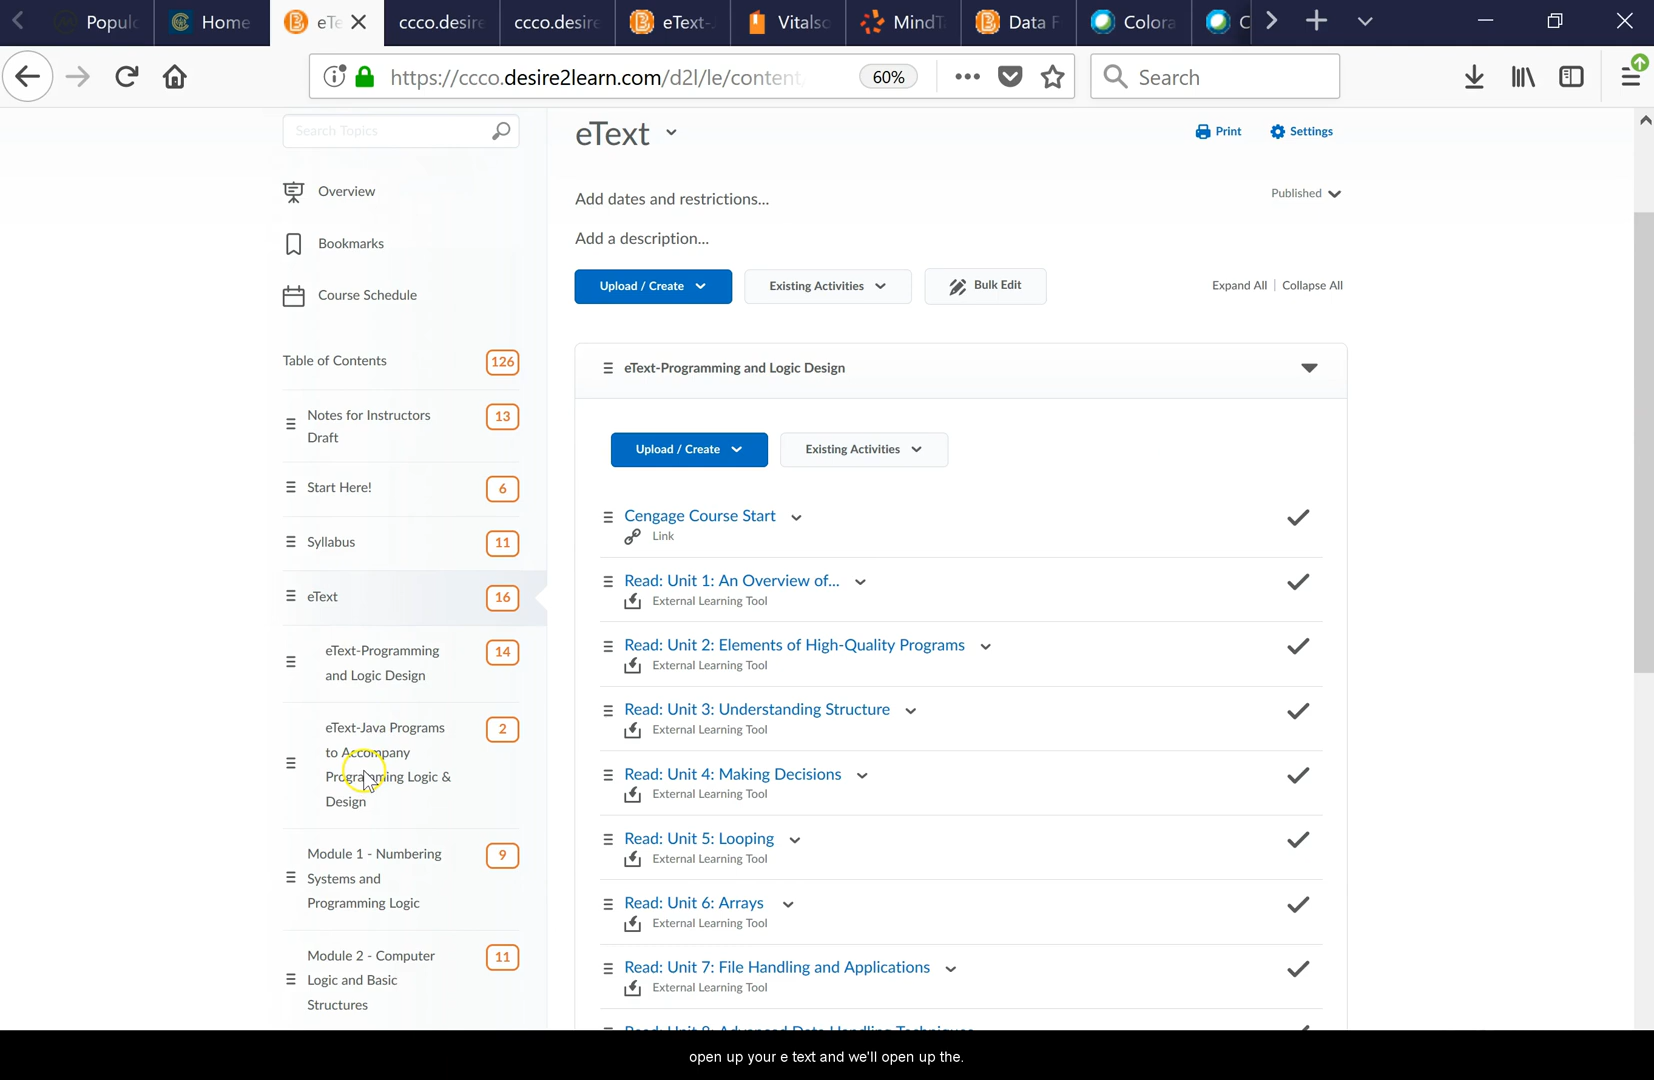 Populc
Home
eTe
ccco.desire
ccco.desire
eText-J
Vitalso
MindT
Data F
Colora
C
https://ccco.desire2learn.com/d2l/le/content
60%
Search
Search Topics
eText
Print
Settings
Overview
Add dates and restrictions...
Published
Bookmarks
Add a description...
Upload / Create
Existing Activities
Bulk Edit
Expand All | Collapse All
Course Schedule
Table of Contents
126
eText-Programming and Logic Design
Notes for Instructors
Draft
13
Upload / Create
Existing Activities
Start Here!
6
Cengage Course Start
Link
Syllabus
11
Read: Unit 1: An Overview of...
External Learning Tool
eText
16
Read: Unit 2: Elements of High-Quality Programs
External Learning Tool
eText-Programming
and Logic Design
14
Read: Unit 3: Understanding Structure
External Learning Tool
eText-Java Programs
to Accompany
Programming Logic &
Design
2
Read: Unit 4: Making Decisions
External Learning Tool
Read: Unit 5: Looping
External Learning Tool
Module 1 - Numbering
Systems and
Programming Logic
9
Read: Unit 6: Arrays
External Learning Tool
Module 2 - Computer
Logic and Basic
Structures
11
Read: Unit 7: File Handling and Applications
External Learning Tool
Read: Unit 8: Advanced Data Handling Techniques
open up your e text and we'll open up the.